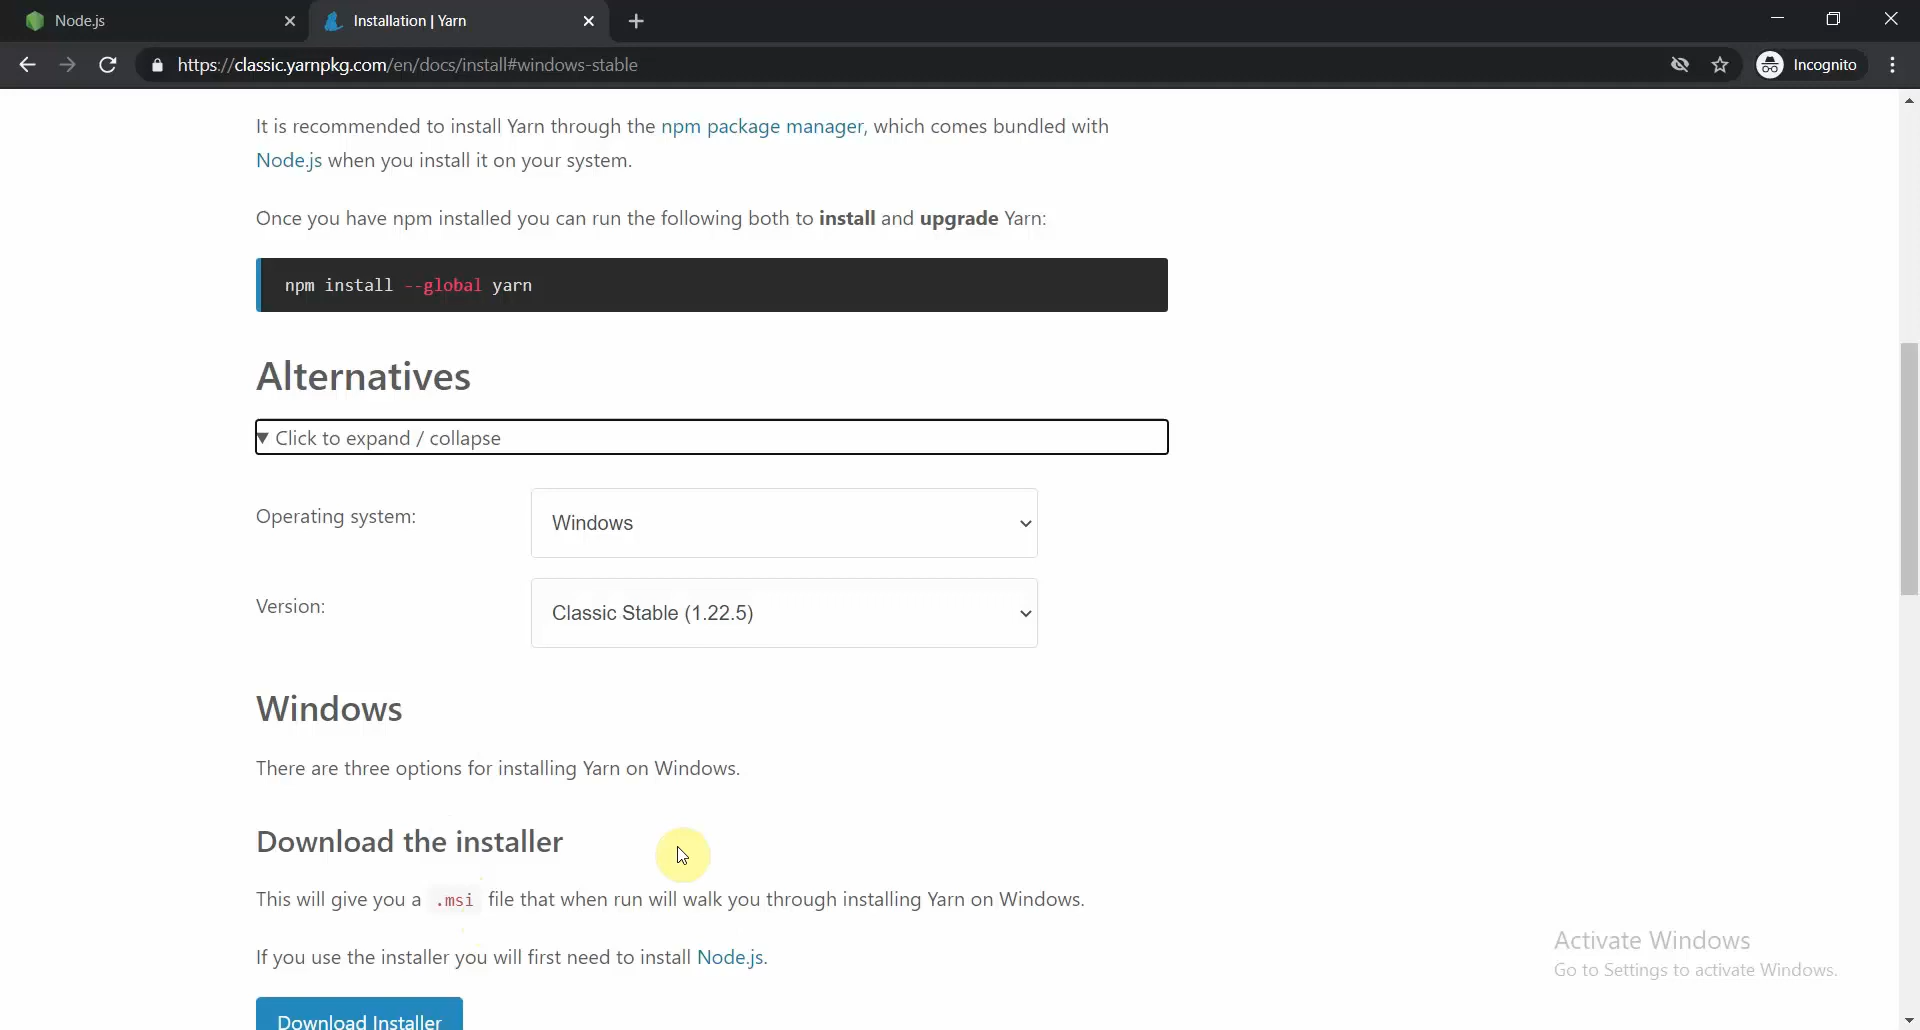 Node.js
Installation | Yarn
https://classic.yarnpkg.com/en/docs/install#windows-stable
Incognito
It is recommended to install Yarn through the npm package manager, which comes bundled with
Node.js when you install it on your system.
Once you have npm installed you can run the following both to install and upgrade Yarn:
npm install --global yarn
Alternatives
Click to expand / collapse
Operating system:
Windows
Version:
Classic Stable (1.22.5)
Windows
There are three options for installing Yarn on Windows.
Download the installer
This will give you a .msi file that when run will walk you through installing Yarn on Windows.
If you use the installer you will first need to install Node.js.
Download Installer
Activate Windows
Go to Settings to activate Windows.